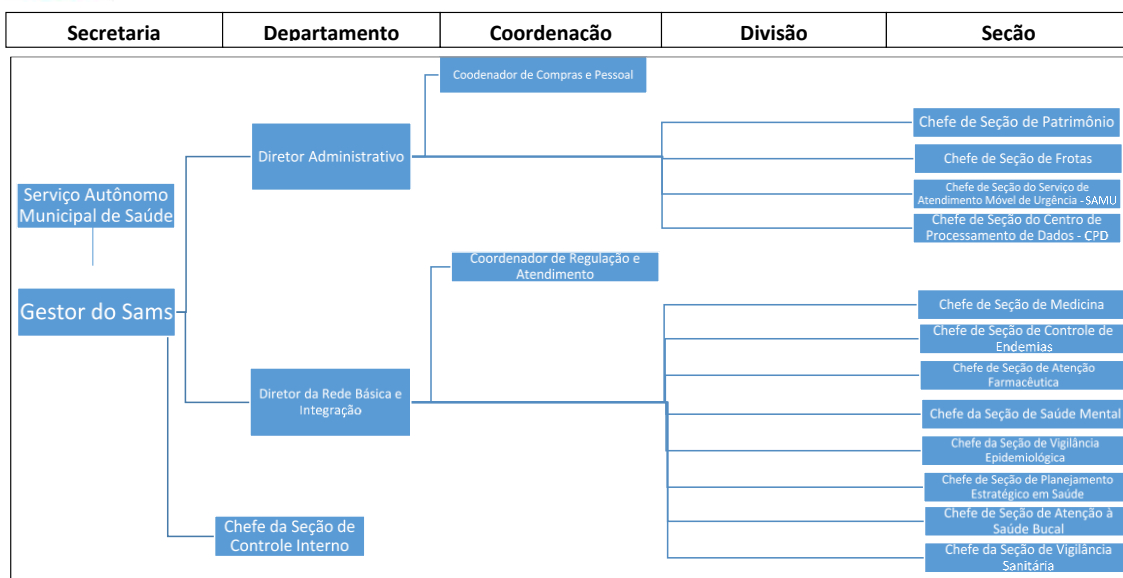 Secretaria
Departamento
Coordenação
Divisão
Seção
Coodenador de Compras e Pessoal
Chefe de Seção de Patrimônio
Diretor Administrativo
Chefe de Seção de Frotas
Serviço Autônomo
Municipal de Saúde
Chefe de Seção do Serviço de
Atendimento Móvel de Urgência - SAMU
Chefe de Seção do Centro de
Processamento de Dados - CPD
Coordenador de Regulação e
Atendimento
Gestor do Sams
Chefe de Seção de Medicina
Chefe de Seção de Controle de
Endemias
Chefe de Seção de Atenção
Farmacêutica
Diretor da Rede Básica e
Integração
Chefe da Seção de Saúde Mental
Chefe da Seção de Vigilância
Epidemiológica
Chefe de Seção de Planejamento
Estratégico em Saúde
Chefe de Seção de Atenção à
Saúde Bucal
Chefe da Seção de
Controle Interno
Chefe da Seção de Vigilância
Sanitária